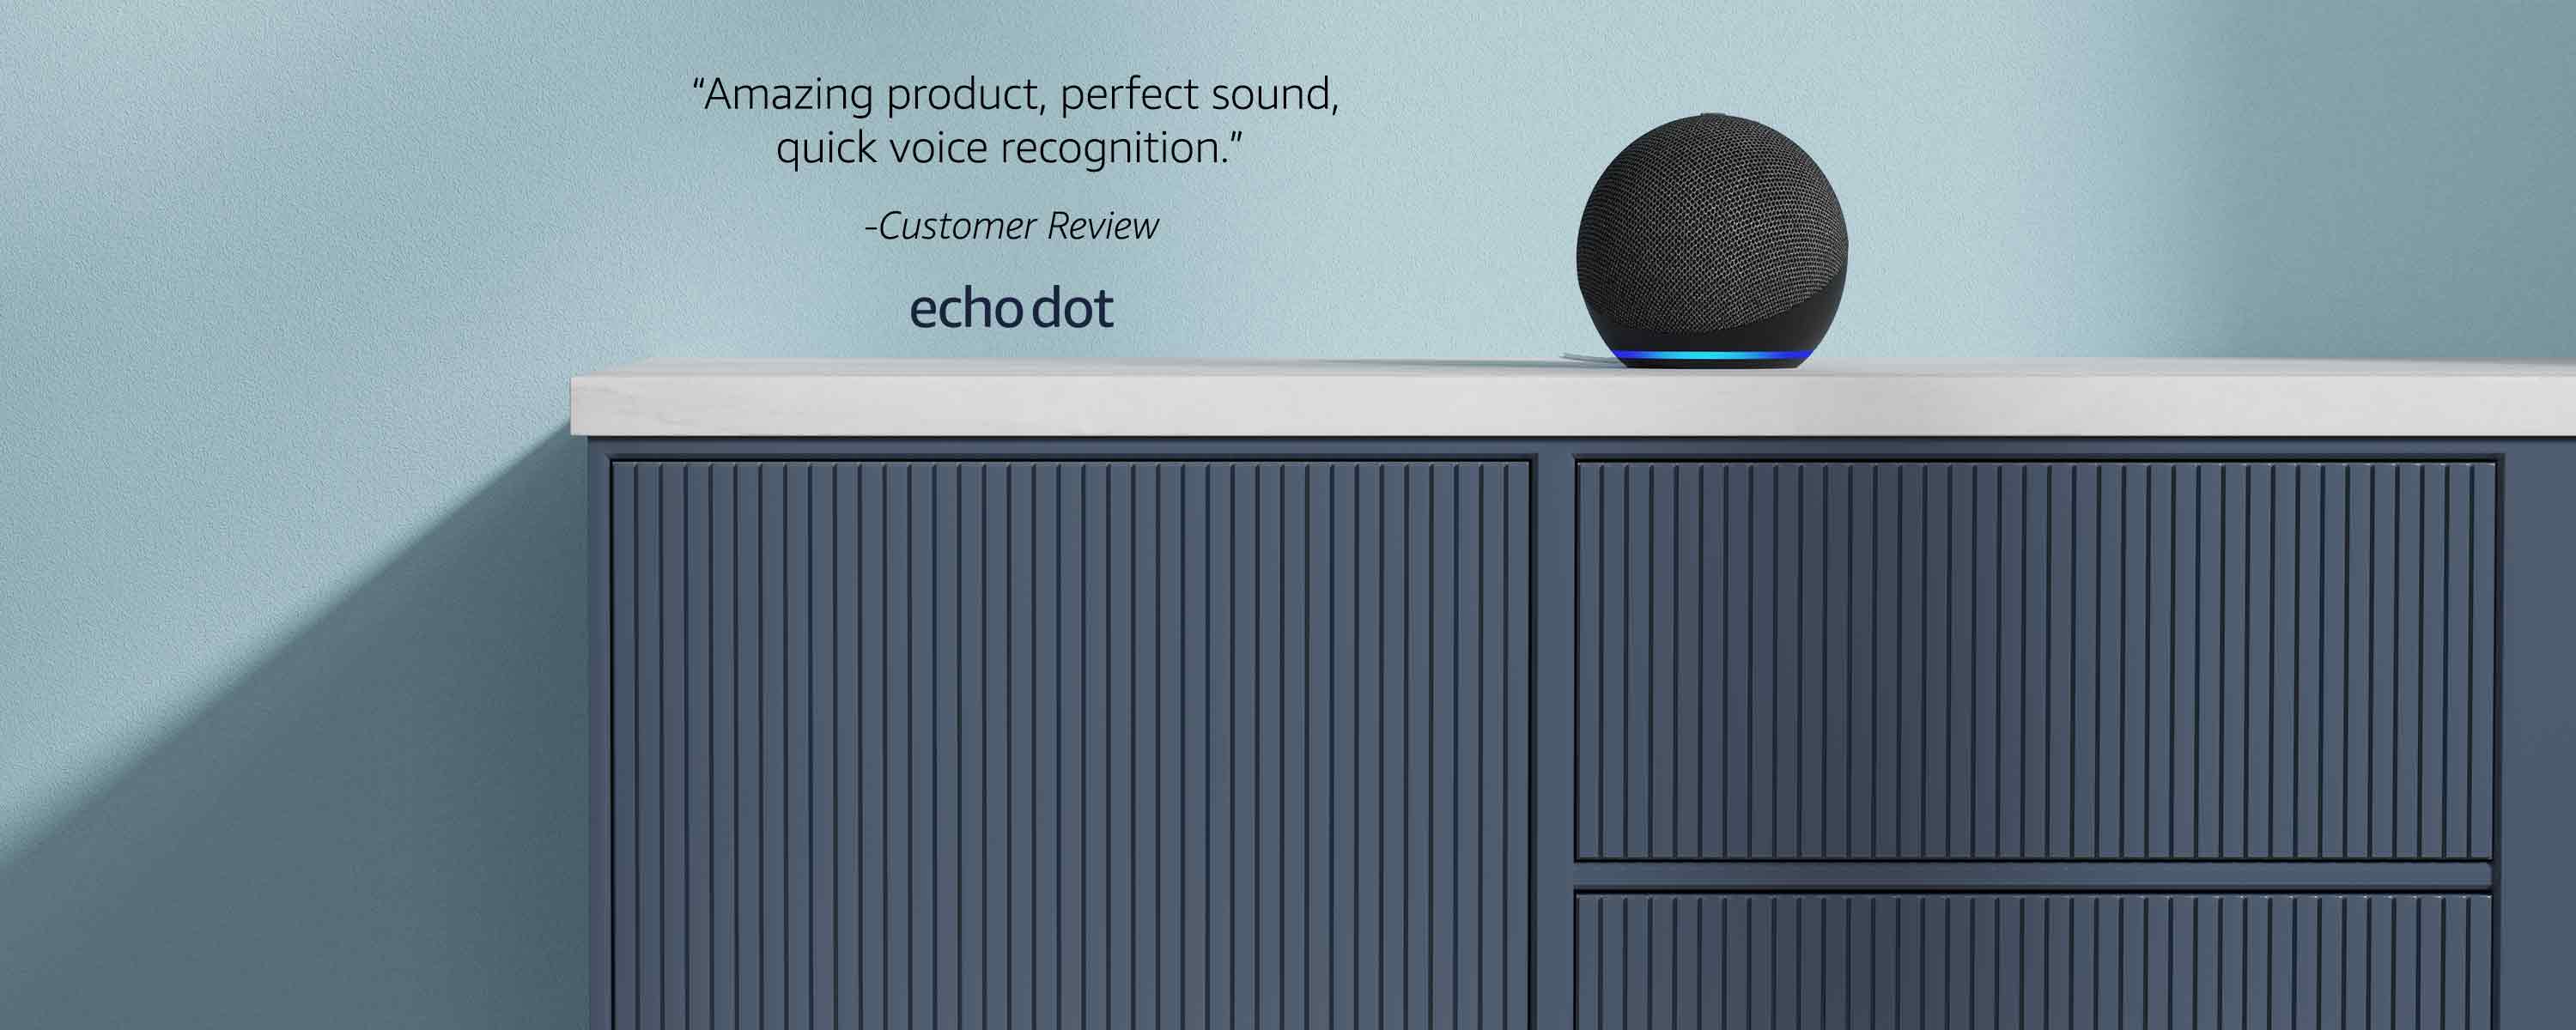 “Amazing product, perfect sound,
quick voice recognition.”
-Customer Review
echo dot